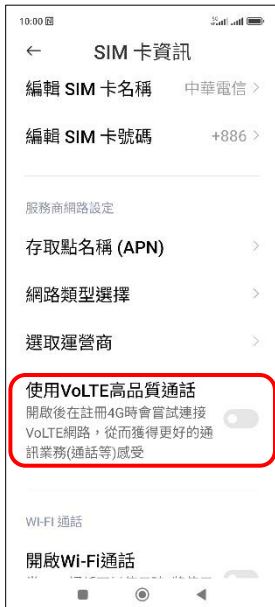 10:00
5G
SIM 卡資訊
編輯 SIM 卡名稱 中華電信
編輯 SIM 卡號碼 +886
服務商網路設定
存取點名稱 (APN)
網路類型選擇
選取運營商
使用VoLTE高品質通話
開啟後在註冊4G時會嘗試連接
VoLTE網路，從而獲得更好的通
訊業務(通話等)感受
WI-FI 通話
開啟Wi-Fi通話